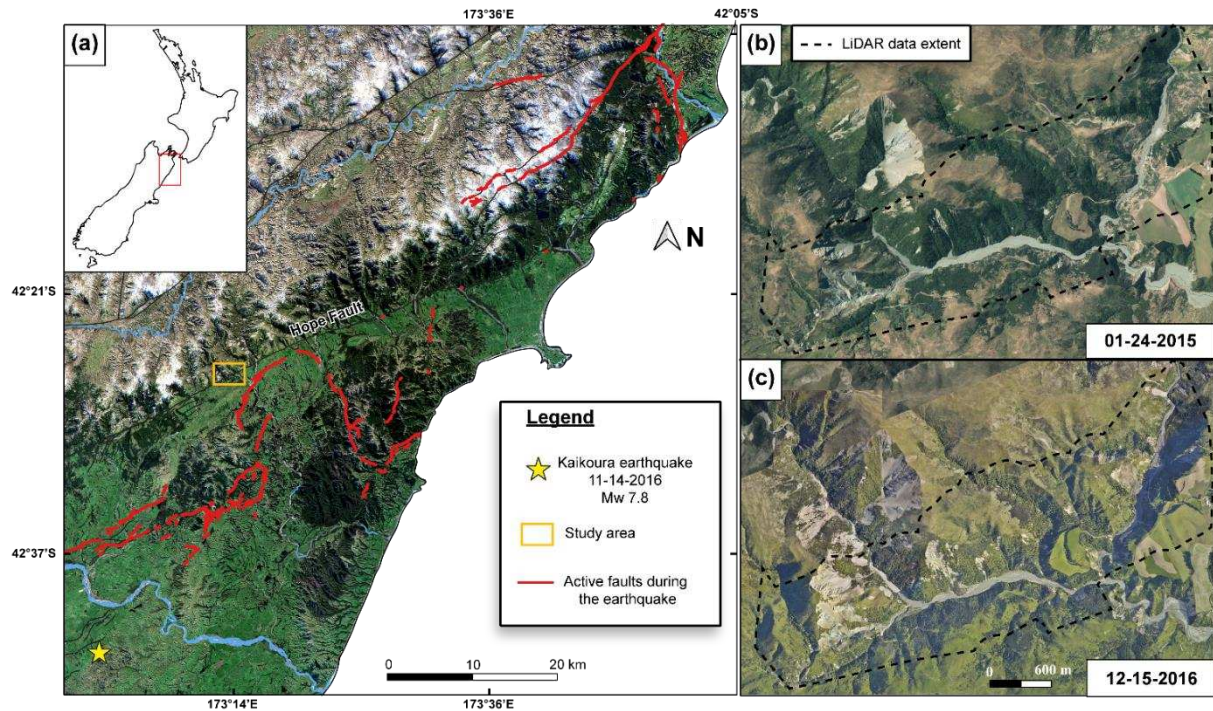 173°36'E
42°05'S
(a)
N
42°21'S
Hope Fault
42°37'S
Legend
Kaikoura earthquake
11-14-2016
Mw 7.8
Study area
Active faults during
the earthquake
0 10 20 km
173°14'E
173°36'E
(b)
LiDAR data extent
01-24-2015
(c)
0 600 m
12-15-2016